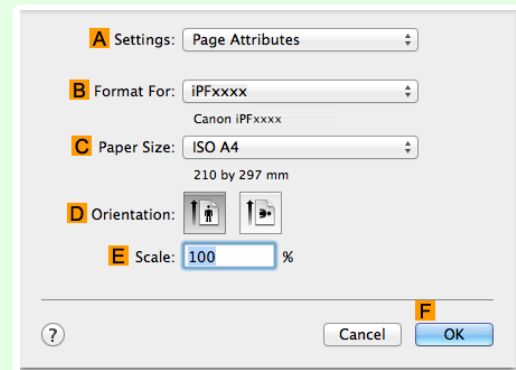 A Settings: Page Attributes
B Format For: iPFxxxx
Canon iPFxxxx
C Paper Size: ISO A4
210 by 297 mm
D Orientation:
E Scale: 100 %
F
? Cancel OK